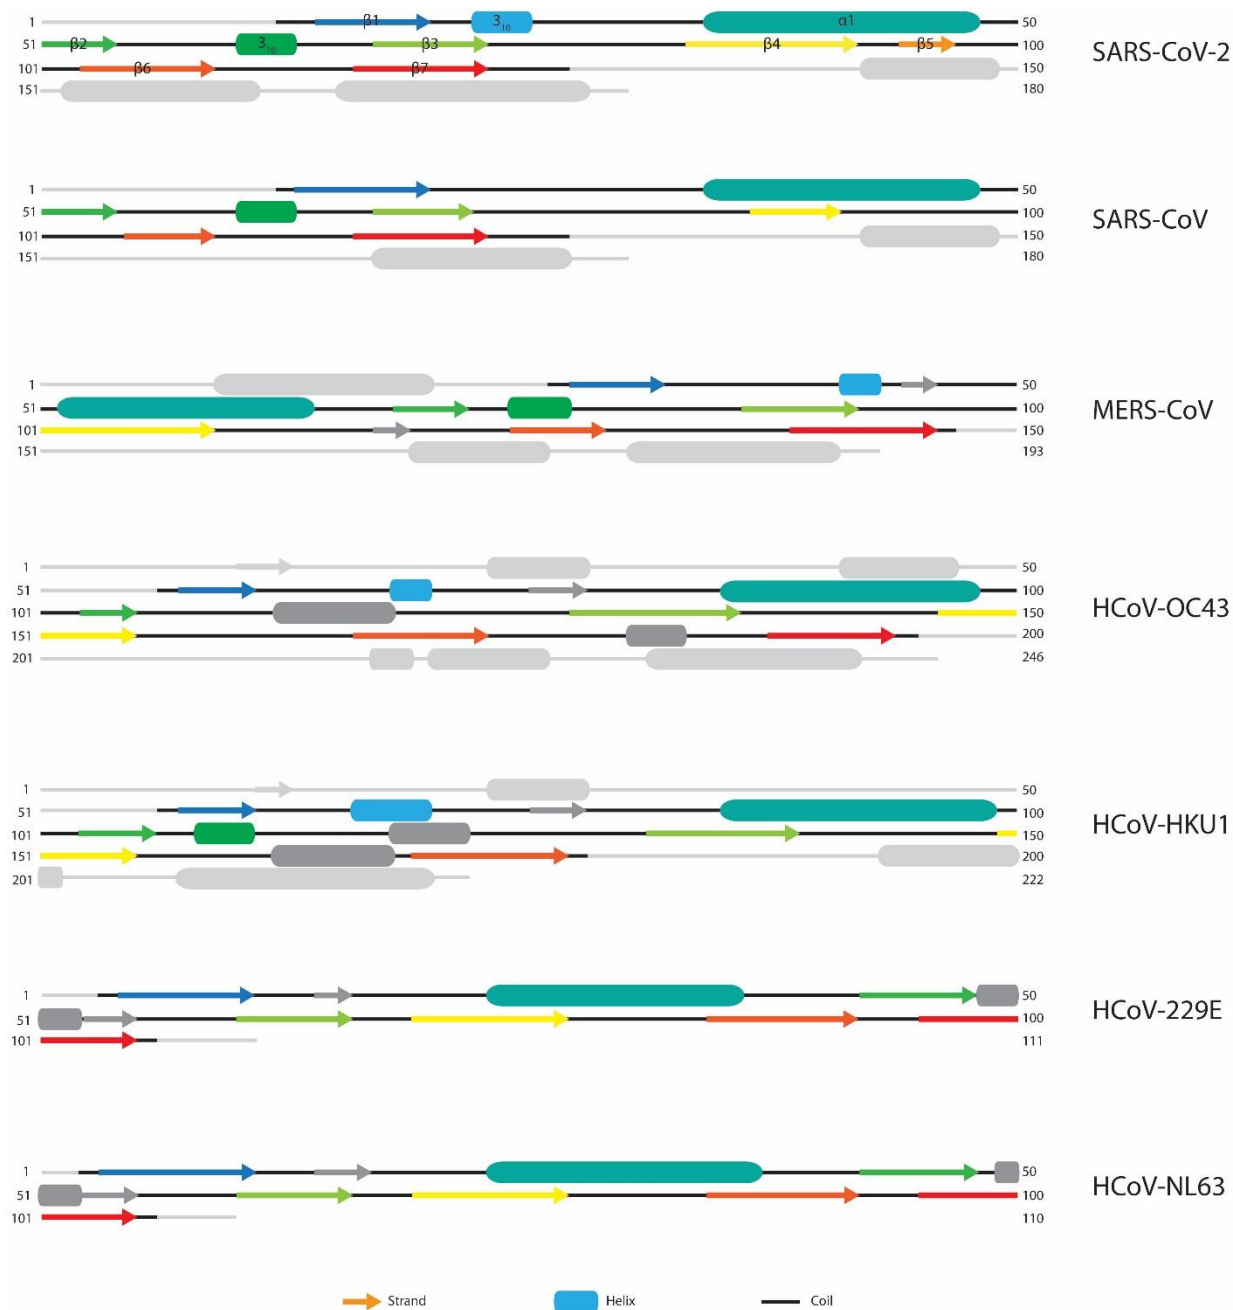 1 β1 3₁₀ α1 50
51 β2 3₁₀ β3 β4 β5 100
SARS-CoV-2
101 β6 β7 150
151 180
1 50
51 100
SARS-CoV
101 150
151 180
1 50
51 100
MERS-CoV
101 150
151 193
1 50
51 100
101 150
HCoV-OC43
151 200
201 246
1 50
51 100
101 150
HCoV-HKU1
151 200
201 222
1 50
HCoV-229E
51 100
101 111
1 50
HCoV-NL63
51 100
101 110
Strand Helix Coil